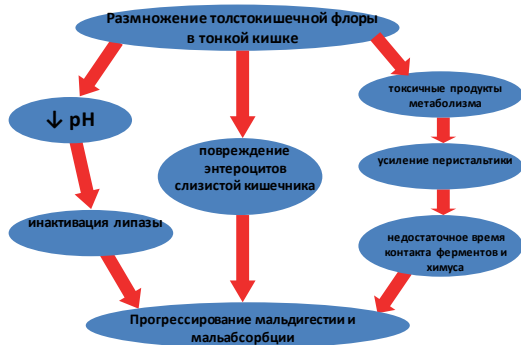 Размножение толстокишечной флоры
в тонкой кишке
токсичные продукты
метаболизма
↓ pH
повреждение
энтероцитов
слизистой кишечника
усиление перистальтики
инактивация липазы
недостаточное время
контакта ферментов и
химуса
Прогрессирование мальдигестии и
мальабсорбции